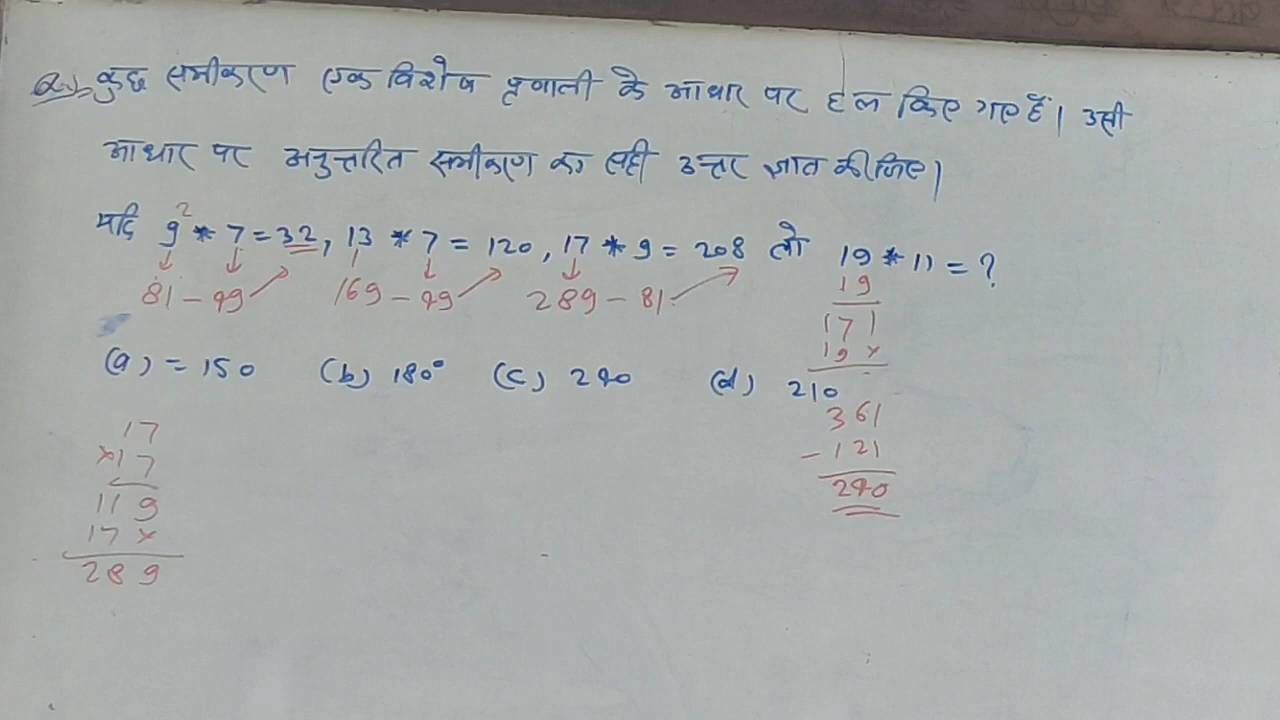 Q.1 कुछ समीकरण एक विशेष प्रणाली के आधार पर हल किए गए हैं। उसी
आधार पर अनुत्तरित समीकरण का सही उत्तर ज्ञात कीजिए।
यदि 9² * 7 = 32, 13 * 7 = 120, 17 * 9 = 208 तो 19 * 11 = ?
81 - 49 169 - 49 289 - 81
19
171
19 x
(a) = 150 (b) 180° (c) 240 (d) 210
361
- 121
240
17
x17
119
17 x
289